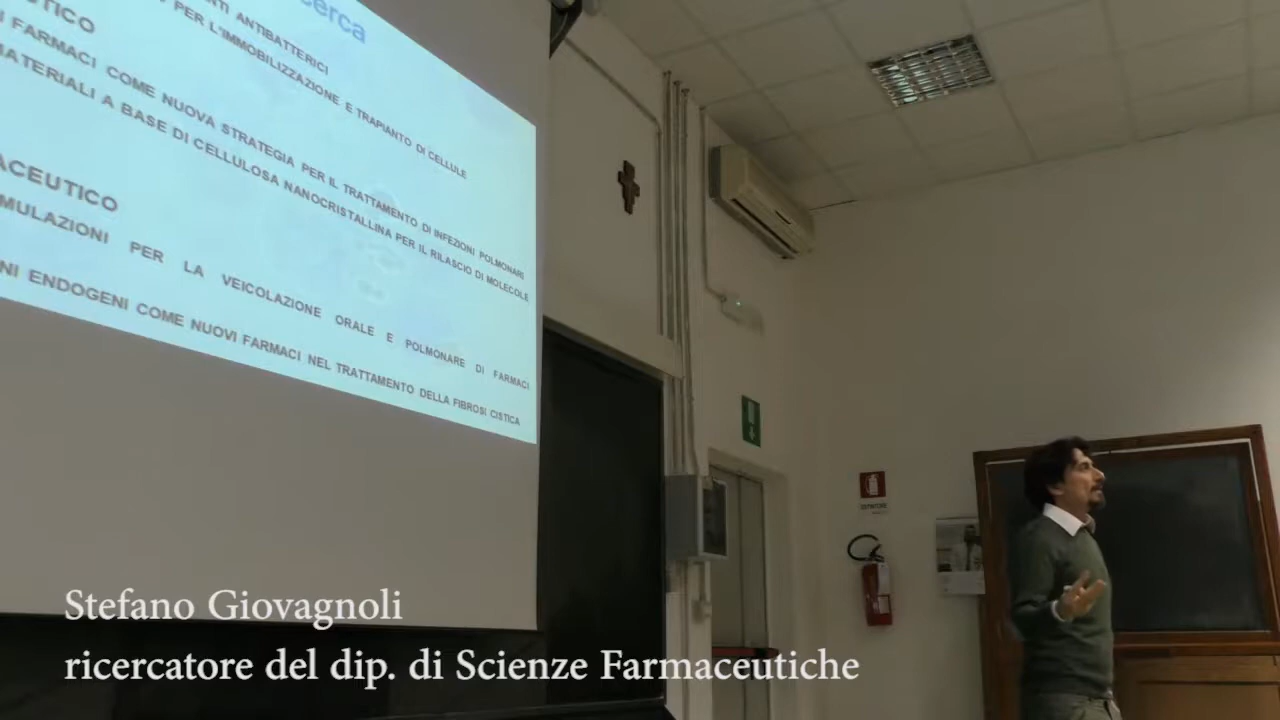 cerca
NTI ANTIBATTERICI
UTICO
PER L'IMMOBILIZZAZIONE E TRAPIANTO DI CELLULE
I FARMACI COME NUOVA STRATEGIA PER IL TRATTAMENTO DI INFEZIONI POLMONARI
MATERIALI A BASE DI CELLULOSA NANOCRISTALLINA PER IL RILASCIO DI MOLECOLE
ACEUTICO
MULAZIONI PER LA VEICOLAZIONE ORALE E POLMONARE DI FARMACI
NI ENDOGENI COME NUOVI FARMACI NEL TRATTAMENTO DELLA FIBROSI CISTICA
Stefano Giovagnoli
ricercatore del dip. di Scienze Farmaceutiche